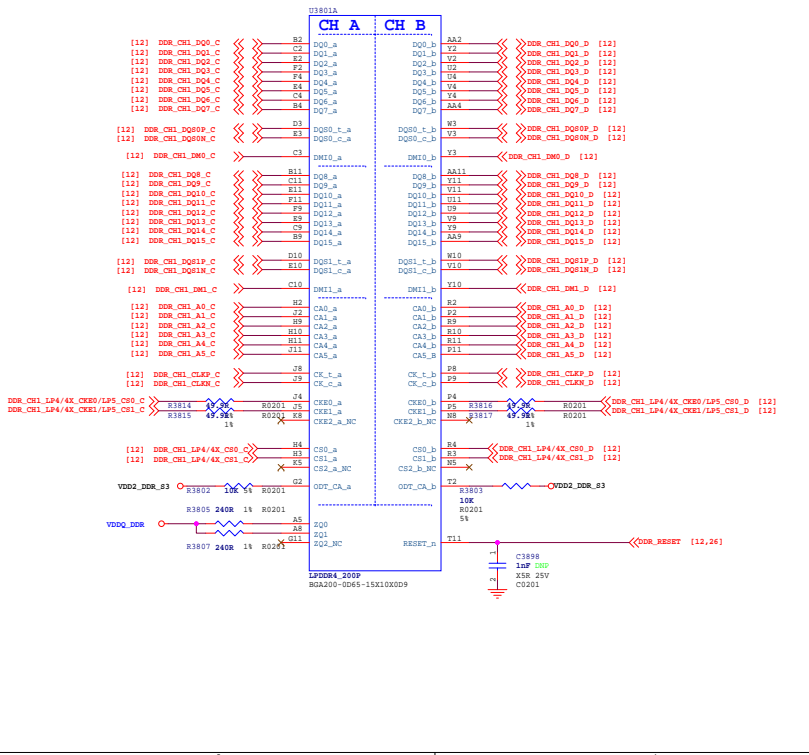 U3801A
CH A CH B
[12] DDR_CH1_DQ0_C B2 DQ0_a DQ0_b AA2 DDR_CH1_DQ0_D [12]
[12] DDR_CH1_DQ1_C C2 DQ1_a DQ1_b Y2 DDR_CH1_DQ1_D [12]
[12] DDR_CH1_DQ2_C E2 DQ2_a DQ2_b V2 DDR_CH1_DQ2_D [12]
[12] DDR_CH1_DQ3_C F2 DQ3_a DQ3_b U2 DDR_CH1_DQ3_D [12]
[12] DDR_CH1_DQ4_C F4 DQ4_a DQ4_b U4 DDR_CH1_DQ4_D [12]
[12] DDR_CH1_DQ5_C E4 DQ5_a DQ5_b V4 DDR_CH1_DQ5_D [12]
[12] DDR_CH1_DQ6_C C4 DQ6_a DQ6_b Y4 DDR_CH1_DQ6_D [12]
[12] DDR_CH1_DQ7_C B4 DQ7_a DQ7_b AA4 DDR_CH1_DQ7_D [12]
[12] DDR_CH1_DQS0P_C D3 DQS0_t_a DQS0_t_b W3 DDR_CH1_DQS0P_D [12]
[12] DDR_CH1_DQS0N_C E3 DQS0_c_a DQS0_c_b V3 DDR_CH1_DQS0N_D [12]
[12] DDR_CH1_DM0_C C3 DMI0_a DMI0_b Y3 DDR_CH1_DM0_D [12]
[12] DDR_CH1_DQ8_C B11 DQ8_a DQ8_b AA11 DDR_CH1_DQ8_D [12]
[12] DDR_CH1_DQ9_C C11 DQ9_a DQ9_b Y11 DDR_CH1_DQ9_D [12]
[12] DDR_CH1_DQ10_C E11 DQ10_a DQ10_b V11 DDR_CH1_DQ10_D [12]
[12] DDR_CH1_DQ11_C F11 DQ11_a DQ11_b U11 DDR_CH1_DQ11_D [12]
[12] DDR_CH1_DQ12_C F9 DQ12_a DQ12_b U9 DDR_CH1_DQ12_D [12]
[12] DDR_CH1_DQ13_C E9 DQ13_a DQ13_b V9 DDR_CH1_DQ13_D [12]
[12] DDR_CH1_DQ14_C C9 DQ14_a DQ14_b Y9 DDR_CH1_DQ14_D [12]
[12] DDR_CH1_DQ15_C B9 DQ15_a DQ15_b AA9 DDR_CH1_DQ15_D [12]
[12] DDR_CH1_DQS1P_C D10 DQS1_t_a DQS1_t_b W10 DDR_CH1_DQS1P_D [12]
[12] DDR_CH1_DQS1N_C E10 DQS1_c_a DQS1_c_b V10 DDR_CH1_DQS1N_D [12]
[12] DDR_CH1_DM1_C C10 DMI1_a DMI1_b Y10 DDR_CH1_DM1_D [12]
[12] DDR_CH1_A0_C H2 CA0_a CA0_b R2 DDR_CH1_A0_D [12]
[12] DDR_CH1_A1_C J2 CA1_a CA1_b P2 DDR_CH1_A1_D [12]
[12] DDR_CH1_A2_C H9 CA2_a CA2_b R9 DDR_CH1_A2_D [12]
[12] DDR_CH1_A3_C H10 CA3_a CA3_b R10 DDR_CH1_A3_D [12]
[12] DDR_CH1_A4_C H11 CA4_a CA4_b R11 DDR_CH1_A4_D [12]
[12] DDR_CH1_A5_C J11 CA5_a CA5_B P11 DDR_CH1_A5_D [12]
[12] DDR_CH1_CLKP_C J8 CK_t_a CK_t_b P8 DDR_CH1_CLKP_D [12]
[12] DDR_CH1_CLKN_C J9 CK_c_a CK_c_b P9 DDR_CH1_CLKN_D [12]
DDR_CH1_LP4/4X_CKE0/LP5_CS0_C J4 CKE0_a CKE0_b P4 DDR_CH1_LP4/4X_CKE0/LP5_CS0_D [12]
R3814 49.9R R0201 R3816 49.9R R0201
DDR_CH1_LP4/4X_CKE1/LP5_CS1_C J5 CKE1_a CKE1_b P5 DDR_CH1_LP4/4X_CKE1/LP5_CS1_D [12]
R3815 49.9R R0201 K8 CKE2_a_NC CKE2_b_NC N8 R3817 49.9R R0201
1% 1%
[12] DDR_CH1_LP4/4X_CS0_C H4 CS0_a CS0_b R4 DDR_CH1_LP4/4X_CS0_D [12]
[12] DDR_CH1_LP4/4X_CS1_C H3 CS1_a CS1_b R3 DDR_CH1_LP4/4X_CS1_D [12]
K5 CS2_a_NC CS2_b_NC N5
VDD2_DDR_S3 G2 ODT_CA_a ODT_CA_b T2 VDD2_DDR_S3
R3802 10K 5% R0201 R3803
10K
R0201
5%
R3805 240R 1% R0201
VDDQ_DDR A5 ZQ0
A8 ZQ1
R3807 240R 1% R0201 G11 ZQ2_NC RESET_n T11 DDR_RESET [12,26]
1 C3898
1nF DNP
2 X5R 25V
C0201
LPDDR4_200P
BGA200-0D65-15X10X0D9